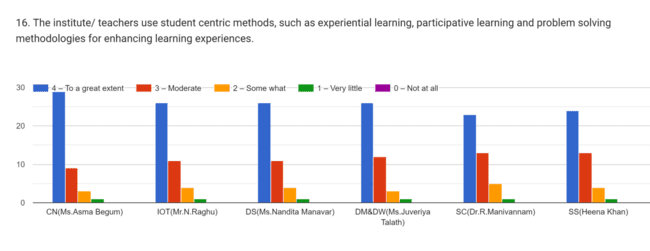 16. The institute/ teachers use student centric methods, such as experiential learning, participative learning and problem solving
methodologies for enhancing learning experiences.
30
4 – To a great extent
3 – Moderate
2 – Some what
1 – Very little
0 – Not at all
20
10
0
CN(Ms.Asma Begum)
IOT(Mr.N.Raghu)
DS(Ms.Nandita Manavar)
DM&DW(Ms.Juveriya
Talath)
SC(Dr.R.Manivannam)
SS(Heena Khan)